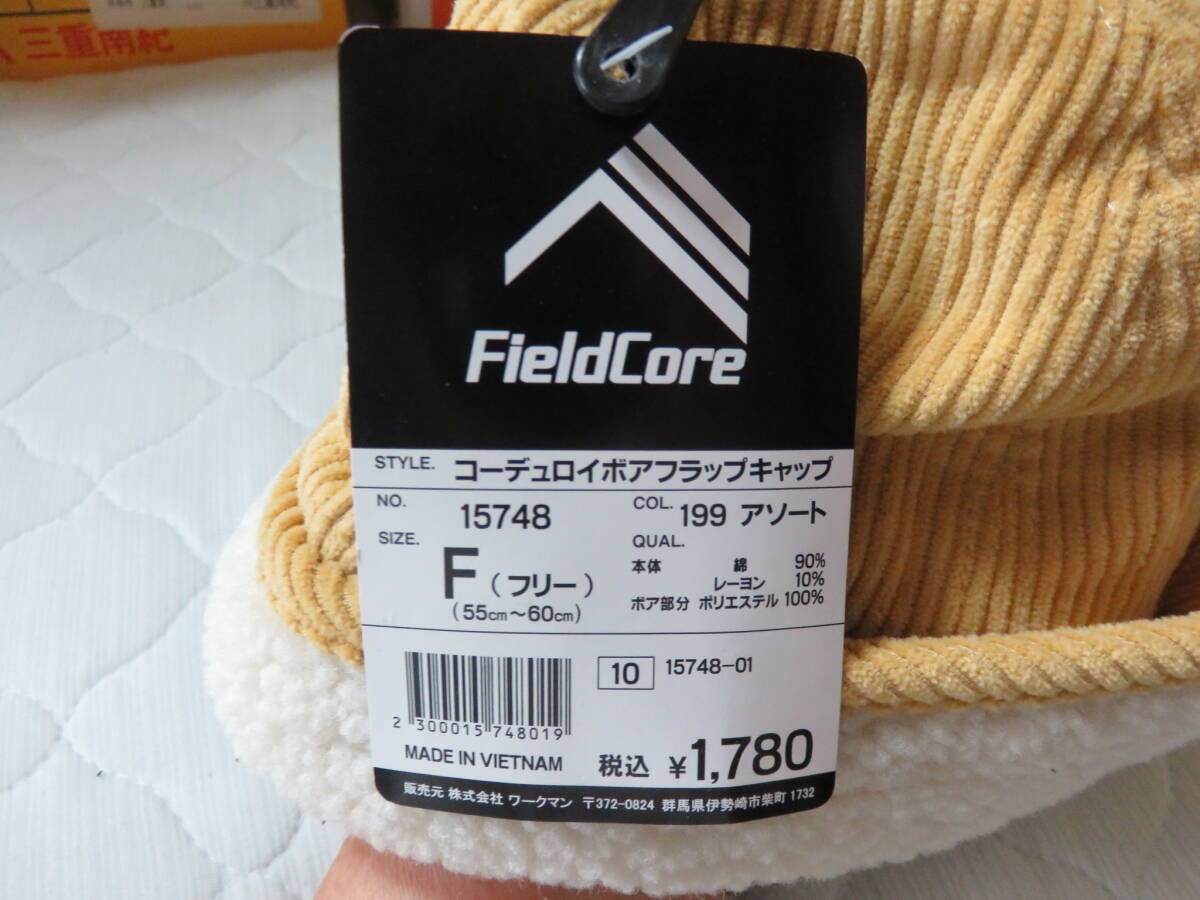 三重南紀
FieldCore
STYLE. コーデュロイボアフラップキャップ
NO. 15748
COL. 199 アソート
SIZE. F (フリー)
(55cm～60cm)
QUAL.
本体 綿 90%
レーヨン 10%
ボア部分 ポリエステル 100%
10 15748-01
2 300015 748019
MADE IN VIETNAM 税込 ¥1,780
販売元 株式会社 ワークマン 〒372-0824 群馬県伊勢崎市柴町 1732